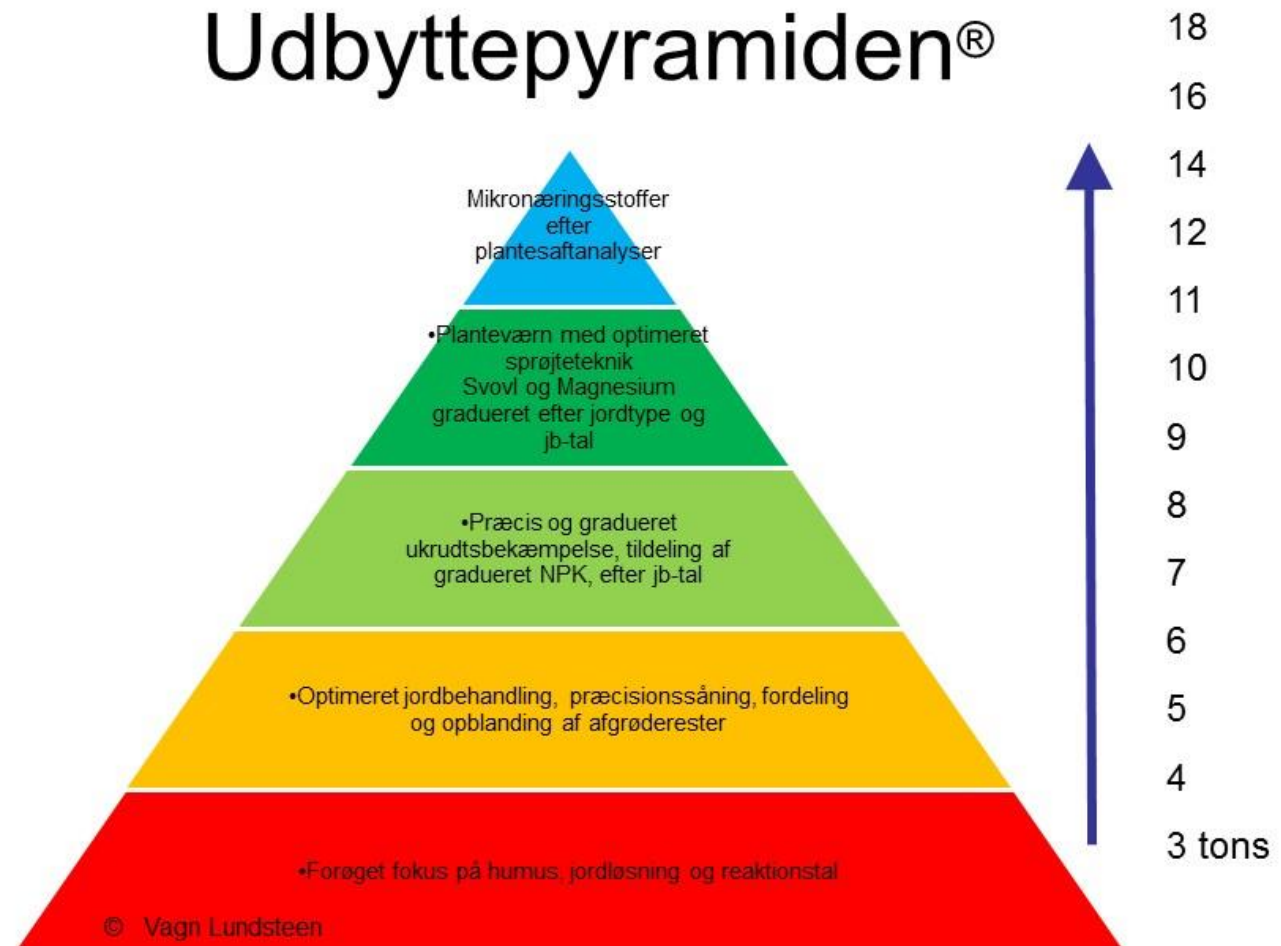 Udbyttepyramiden®
Mikronæringsstoffer
efter
plantesaftanalyser
•Planteværn med optimeret
sprøjteteknik
Svovl og Magnesium
gradueret efter jordtype og
jb-tal
•Præcis og gradueret
ukrudtsbekæmpelse, tildeling af
gradueret NPK, efter jb-tal
•Optimeret jordbehandling, præcisionssåning, fordeling
og opblanding af afgrøderester
•Forøget fokus på humus, jordløsning og reaktionstal
© Vagn Lundsteen
18
16
14
12
11
10
9
8
7
6
5
4
3 tons